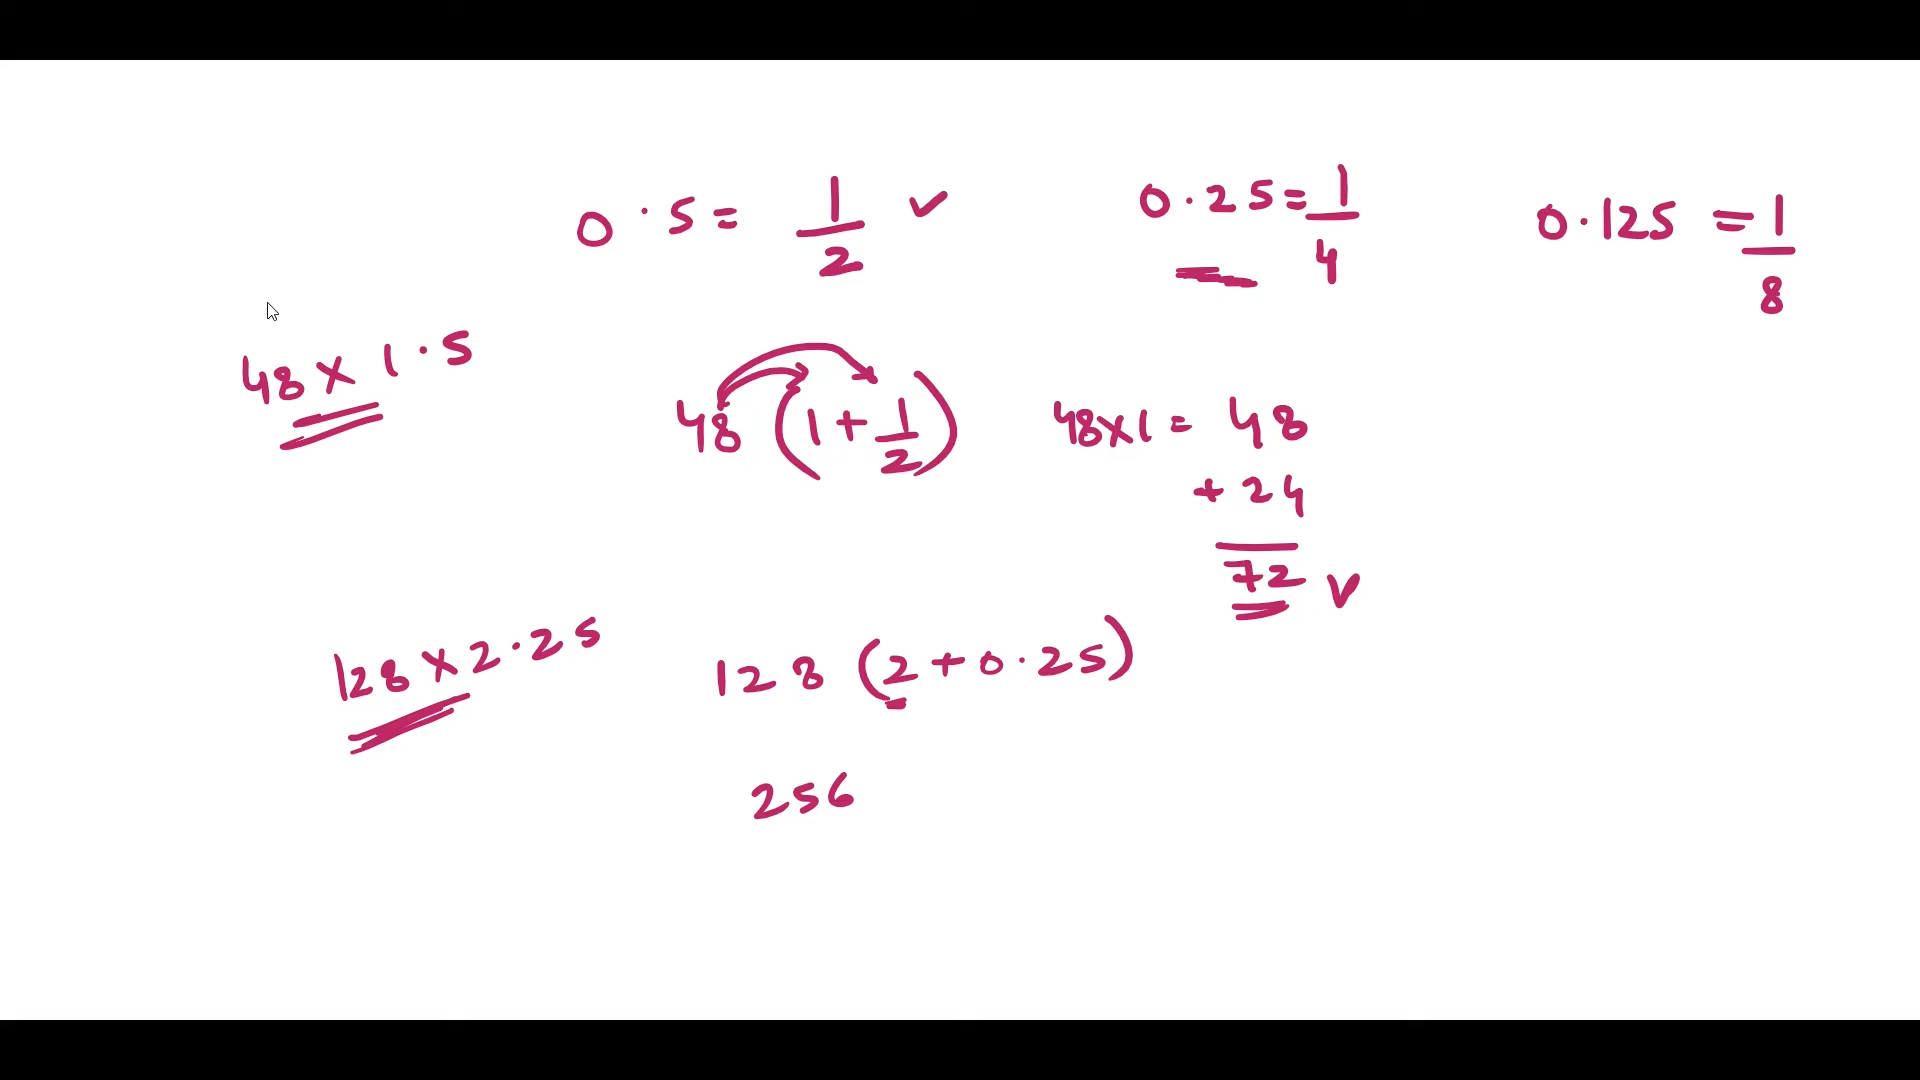 0.5 = 1/2 ✓ 0.25 = 1/4 0.125 = 1/8
48 x 1.5 48 (1 + 1/2) 48x1 = 48
+ 24
72 ✓
128 x 2.25 128 (2 + 0.25)
256